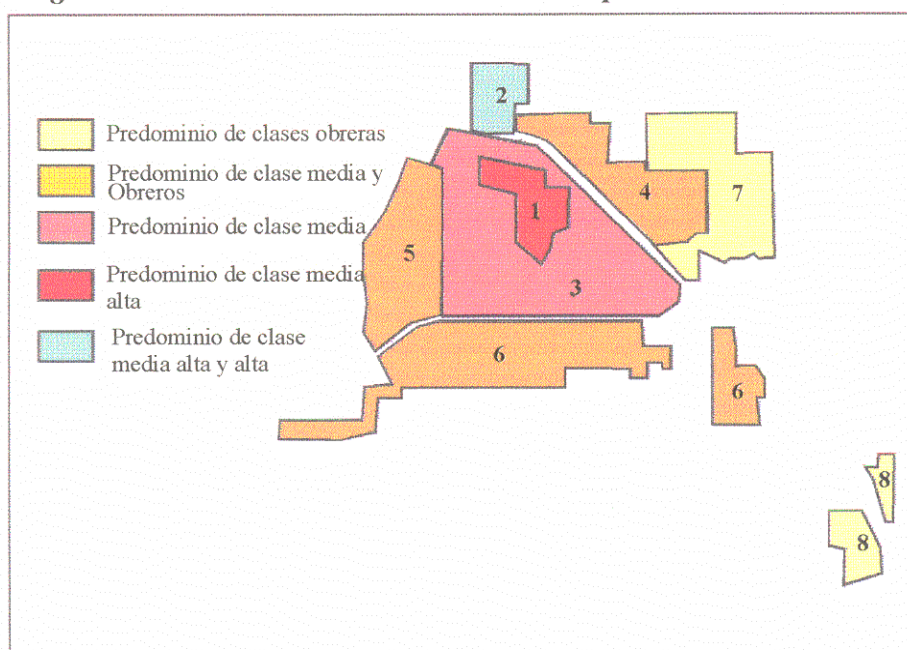 Predominio de clases obreras
Predominio de clase media y
Obreros
Predominio de clase media
Predominio de clase media
alta
Predominio de clase
media alta y alta
2
4
7
1
5
3
6
6
8
8